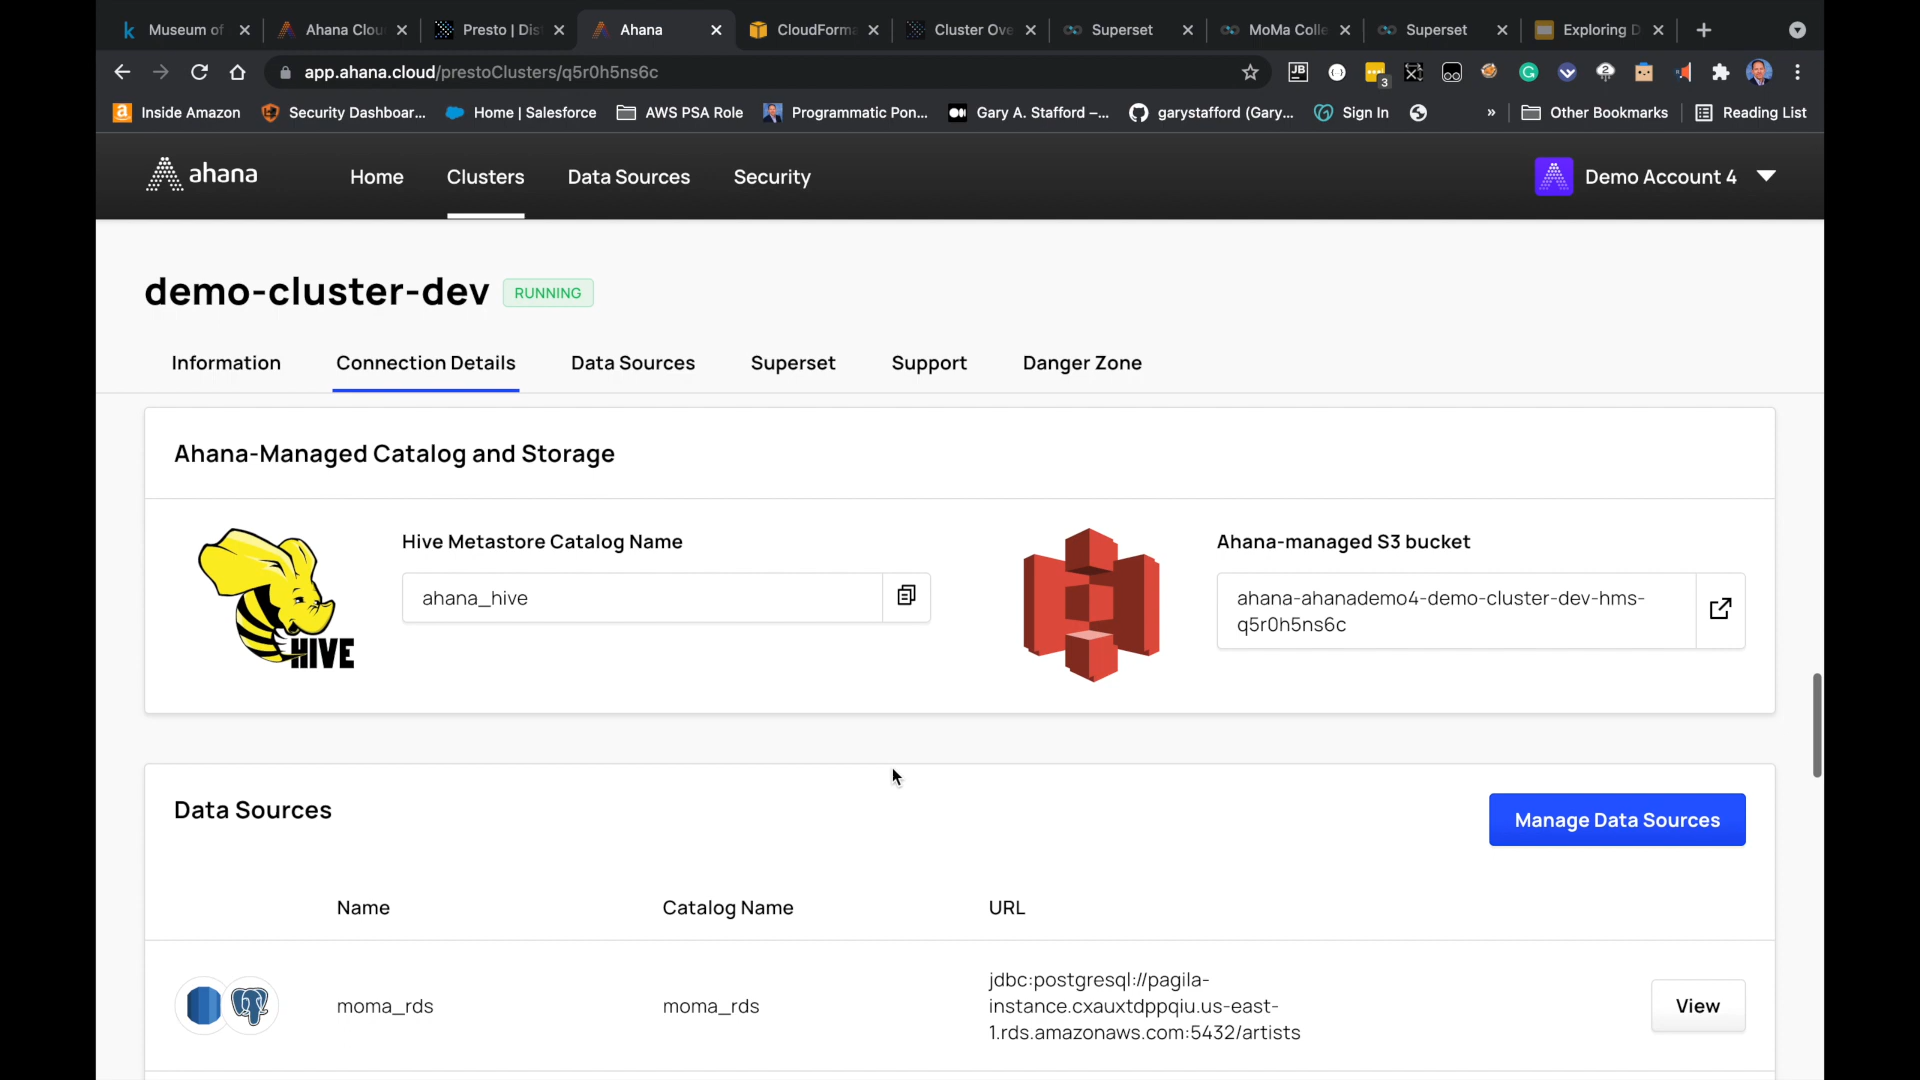 Museum of
Ahana Clou
Presto | Dis
Ahana
CloudForma
Cluster Ove
Superset
MoMa Colle
Superset
Exploring D
app.ahana.cloud/prestoClusters/q5r0h5ns6c
JB
3
Inside Amazon
Security Dashboar...
Home | Salesforce
AWS PSA Role
Programmatic Pon...
Gary A. Stafford –...
garystafford (Gary...
Sign In
»
Other Bookmarks
Reading List
ahana
Home
Clusters
Data Sources
Security
Demo Account 4
demo-cluster-dev
RUNNING
Information
Connection Details
Data Sources
Superset
Support
Danger Zone
Ahana-Managed Catalog and Storage
HIVE
Hive Metastore Catalog Name
ahana_hive
Ahana-managed S3 bucket
ahana-ahanademo4-demo-cluster-dev-hms-
q5r0h5ns6c
Data Sources
Manage Data Sources
Name
Catalog Name
URL
moma_rds
moma_rds
jdbc:postgresql://pagila-
instance.cxauxtdppqiu.us-east-
1.rds.amazonaws.com:5432/artists
View